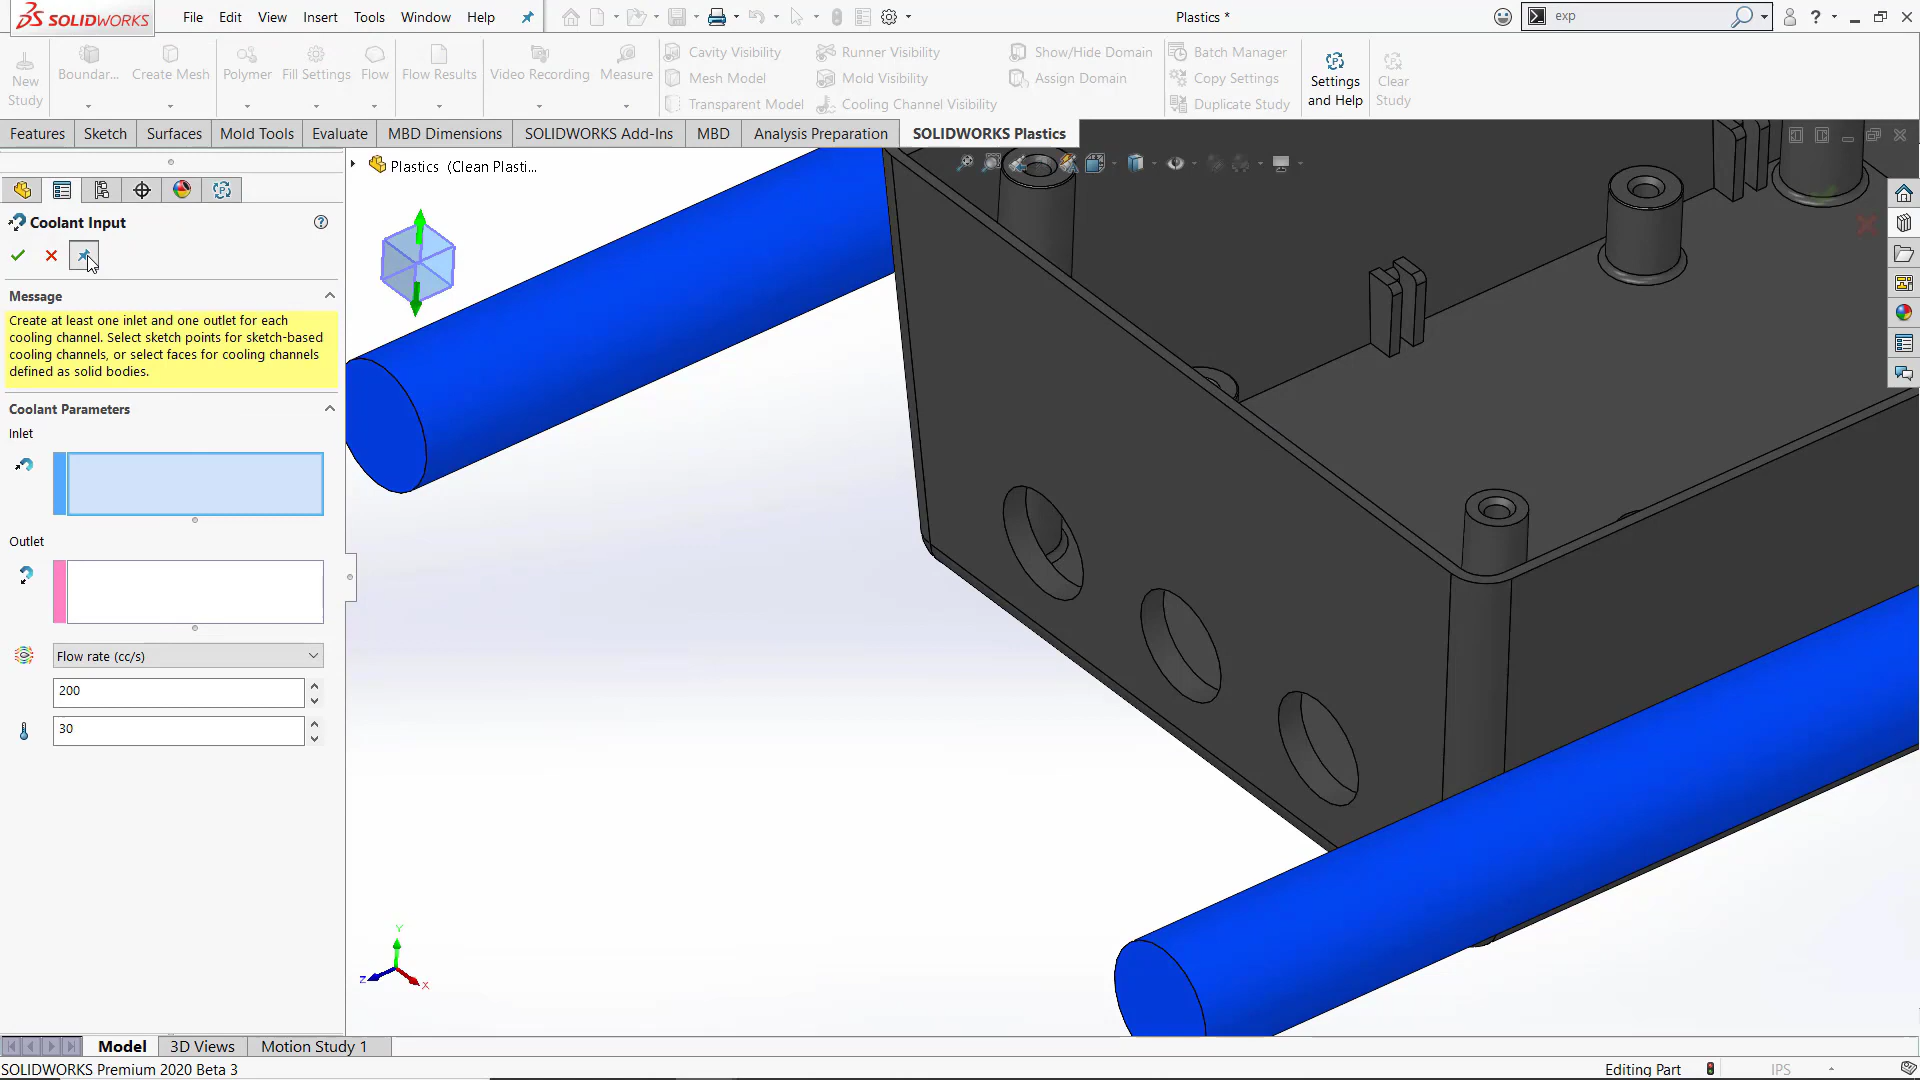 SOLIDWORKS
File Edit View Insert Tools Window Help
Plastics *
exp
New Study
Boundar...
Create Mesh
Polymer
Fill Settings
Flow
Flow Results
Video Recording
Measure
Cavity Visibility
Mesh Model
Transparent Model
Runner Visibility
Mold Visibility
Cooling Channel Visibility
Show/Hide Domain
Assign Domain
Batch Manager
Copy Settings
Duplicate Study
Settings and Help
Clear Study
Features Sketch Surfaces Mold Tools Evaluate MBD Dimensions SOLIDWORKS Add-Ins MBD Analysis Preparation SOLIDWORKS Plastics
Plastics (Clean Plasti...
Coolant Input
Message
Create at least one inlet and one outlet for each
cooling channel. Select sketch points for sketch-based
cooling channels, or select faces for cooling channels
defined as solid bodies.
Coolant Parameters
Inlet
Outlet
Flow rate (cc/s)
200
30
Y
Z
X
Model 3D Views Motion Study 1
SOLIDWORKS Premium 2020 Beta 3
Editing Part
IPS